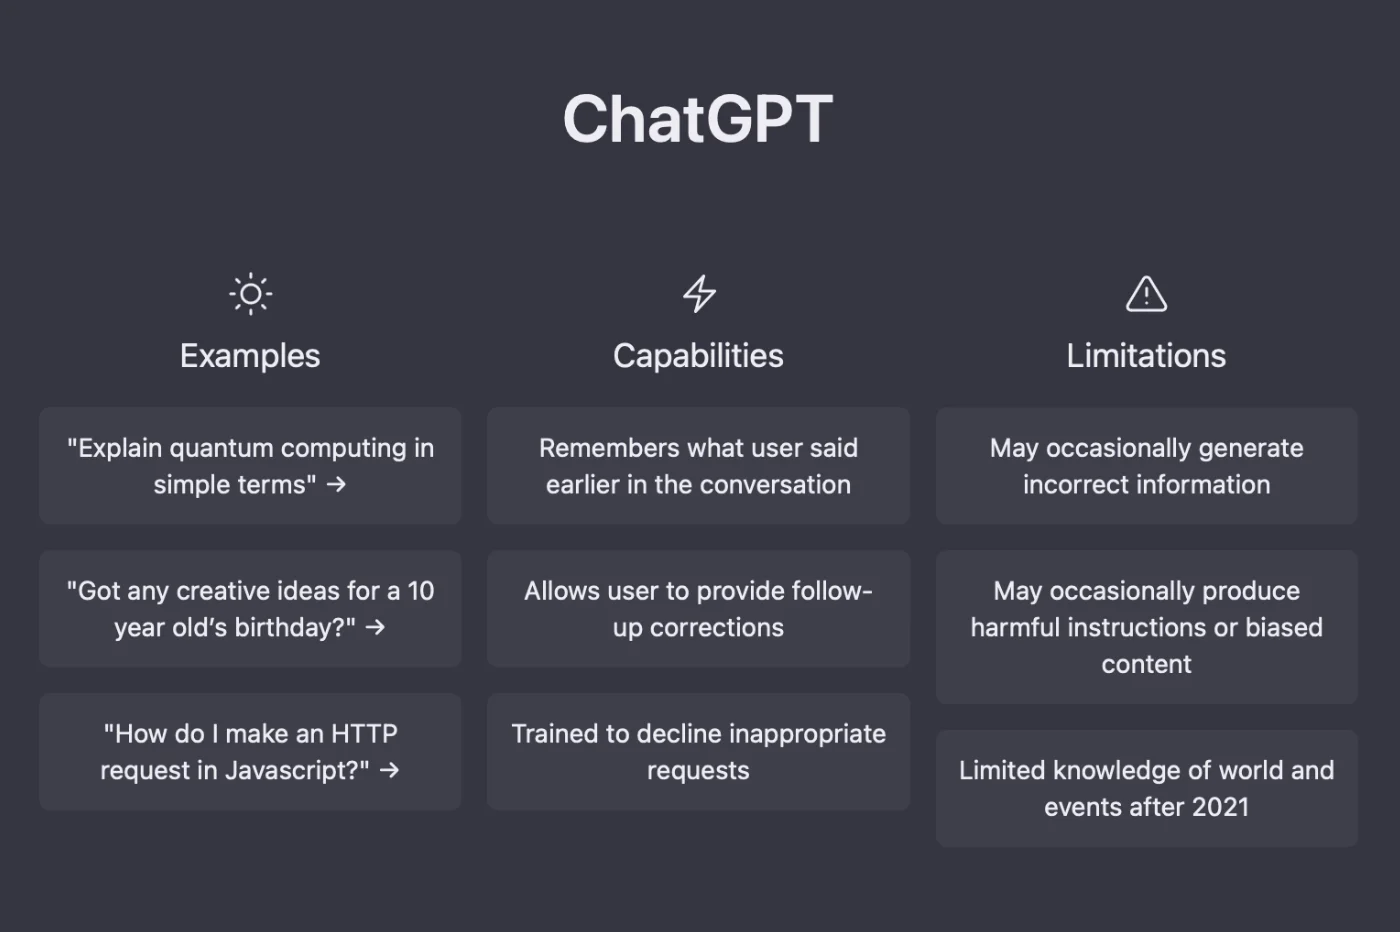 ChatGPT
Examples
"Explain quantum computing in
simple terms" →
"Got any creative ideas for a 10
year old’s birthday?" →
"How do I make an HTTP
request in Javascript?" →
Capabilities
Remembers what user said
earlier in the conversation
Allows user to provide follow-
up corrections
Trained to decline inappropriate
requests
Limitations
May occasionally generate
incorrect information
May occasionally produce
harmful instructions or biased
content
Limited knowledge of world and
events after 2021